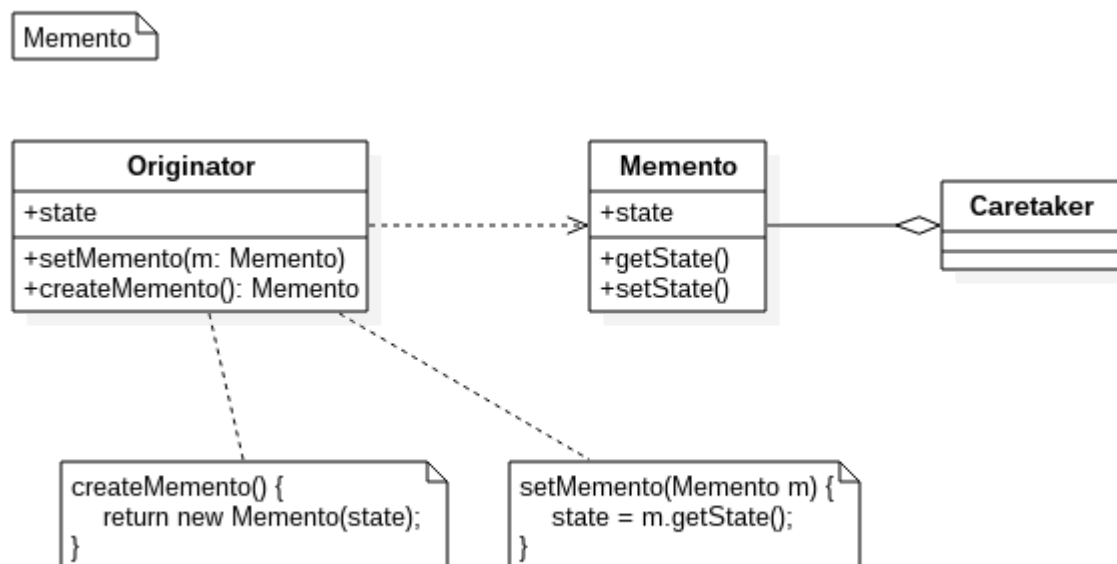 Memento
Originator
+state
+setMemento(m: Memento)
+createMemento(): Memento
Memento
+state
+getState()
+setState()
Caretaker
createMemento() {
return new Memento(state);
}
setMemento(Memento m) {
state = m.getState();
}